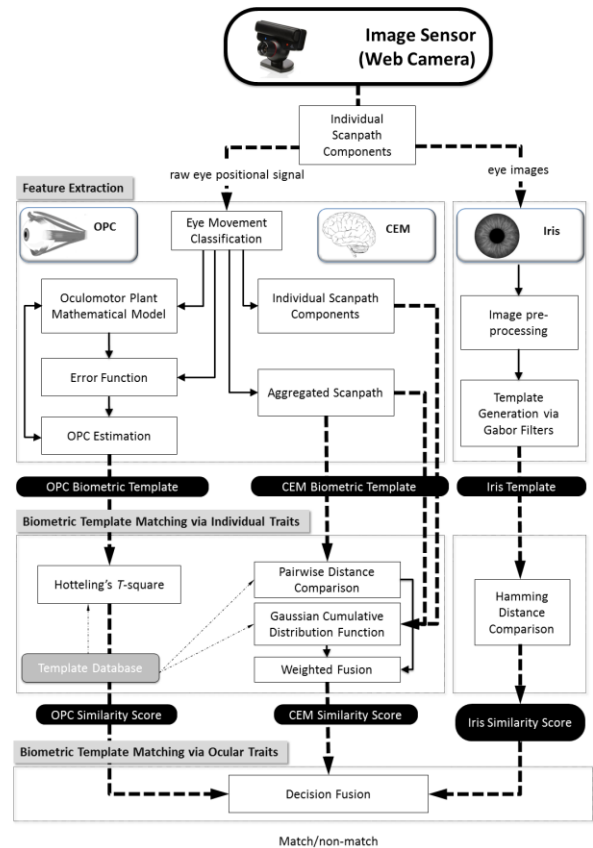 Image Sensor
(Web Camera)
Individual
Scanpath
Components
raw eye positional signal
eye images
Feature Extraction
OPC
Eye Movement
Classification
CEM
Iris
Oculomotor Plant
Mathematical Model
Individual Scanpath
Components
Image pre-
processing
Error Function
Aggregated Scanpath
Template
Generation via
Gabor Filters
OPC Estimation
OPC Biometric Template
CEM Biometric Template
Iris Template
Biometric Template Matching via Individual Traits
Hotteling's T-square
Pairwise Distance
Comparison
Hamming
Distance
Comparison
Gaussian Cumulative
Distribution Function
Template Database
Weighted Fusion
OPC Similarity Score
CEM Similarity Score
Iris Similarity Score
Biometric Template Matching via Ocular Traits
Decision Fusion
Match/non-match